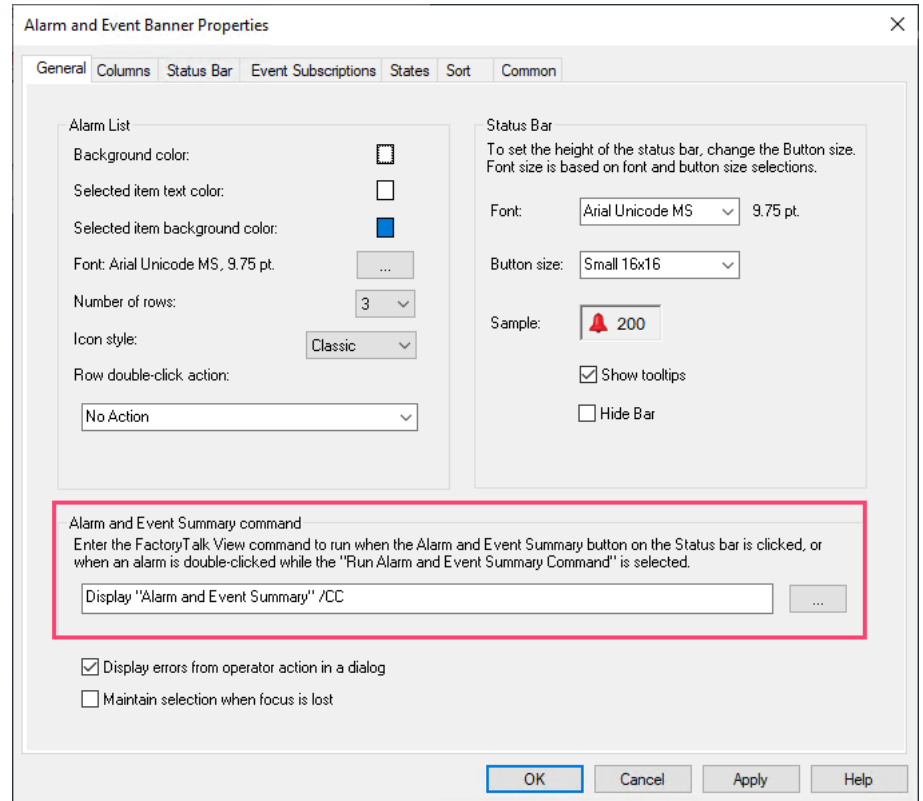 Alarm and Event Banner Properties
General
Columns
Status Bar
Event Subscriptions
States
Sort
Common
Alarm List
Background color:
Selected item text color:
Selected item background color:
Font: Arial Unicode MS, 9.75 pt.
...
Number of rows:
3
Icon style:
Classic
Row double-click action:
No Action
Status Bar
To set the height of the status bar, change the Button size.
Font size is based on font and button size selections.
Font:
Arial Unicode MS
9.75 pt.
Button size:
Small 16x16
Sample:
200
Show tooltips
Hide Bar
Alarm and Event Summary command
Enter the FactoryTalk View command to run when the Alarm and Event Summary button on the Status bar is clicked, or
when an alarm is double-clicked while the "Run Alarm and Event Summary Command" is selected.
Display "Alarm and Event Summary" /CC
...
Display errors from operator action in a dialog
Maintain selection when focus is lost
OK
Cancel
Apply
Help